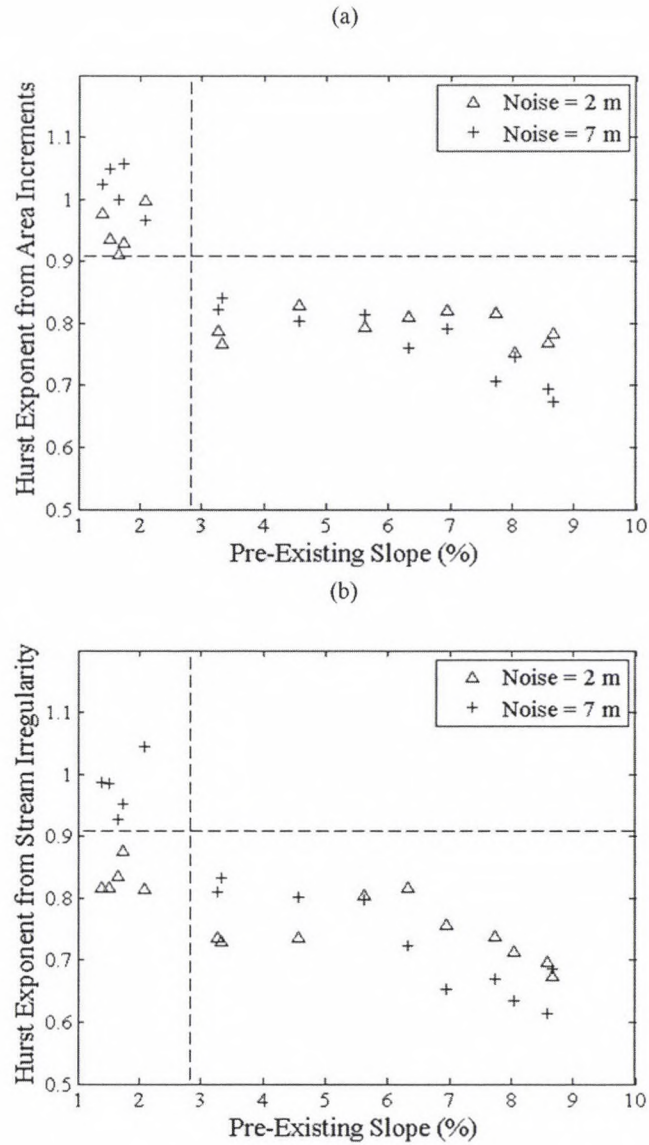 (a)
Hurst Exponent from Area Increments
Noise = 2 m
Noise = 7 m
1.1
1
0.9
0.8
0.7
0.6
0.5
1 2 3 4 5 6 7 8 9 10
Pre-Existing Slope (%)
(b)
Hurst Exponent from Stream Irregularity
Noise = 2 m
Noise = 7 m
1.1
1
0.9
0.8
0.7
0.6
0.5
1 2 3 4 5 6 7 8 9 10
Pre-Existing Slope (%)